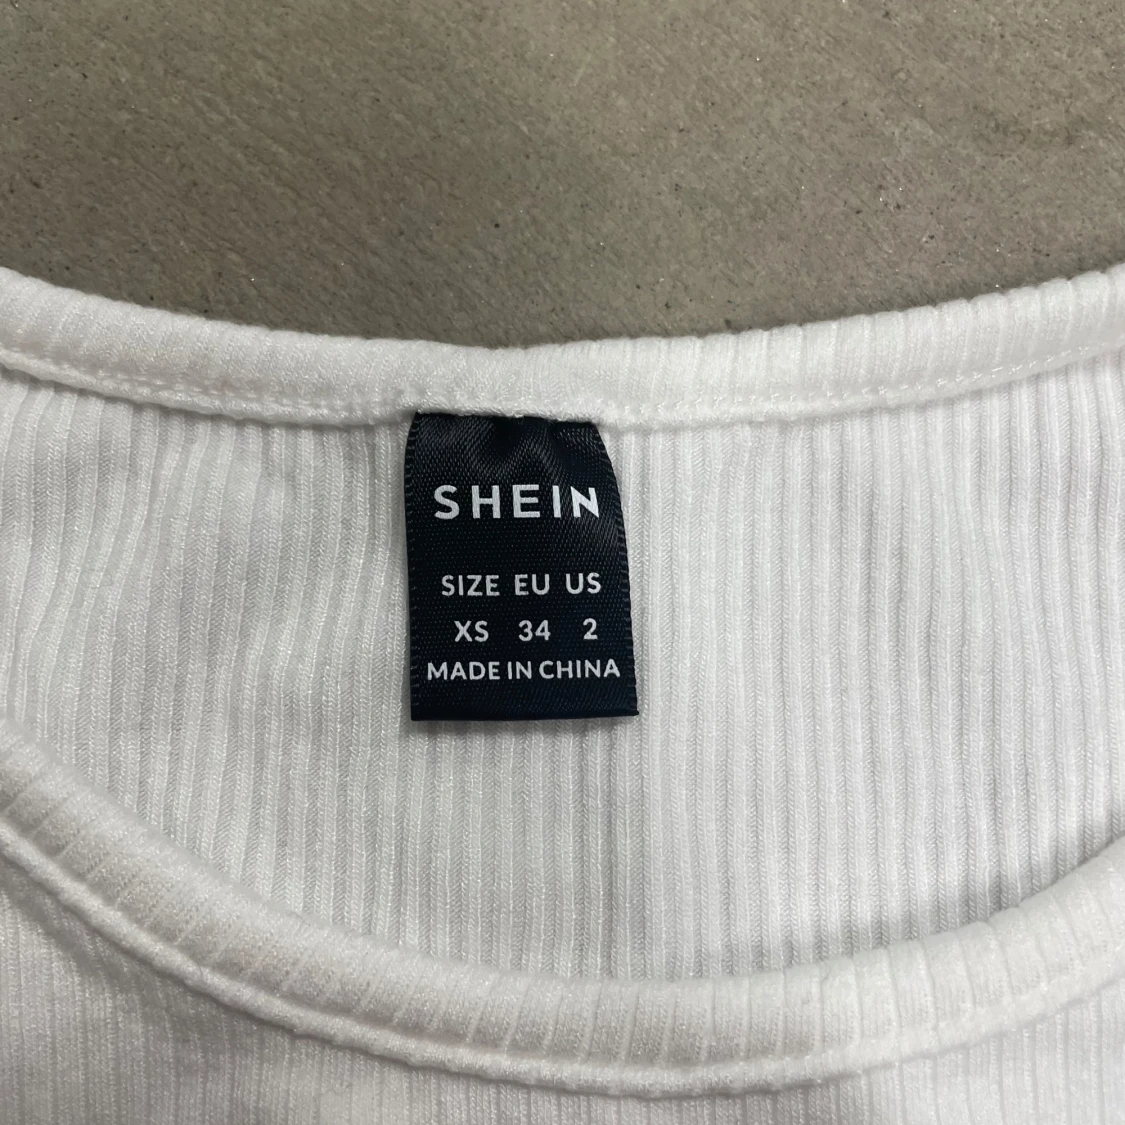 SHEIN
SIZE EU US
XS 34 2
MADE IN CHINA